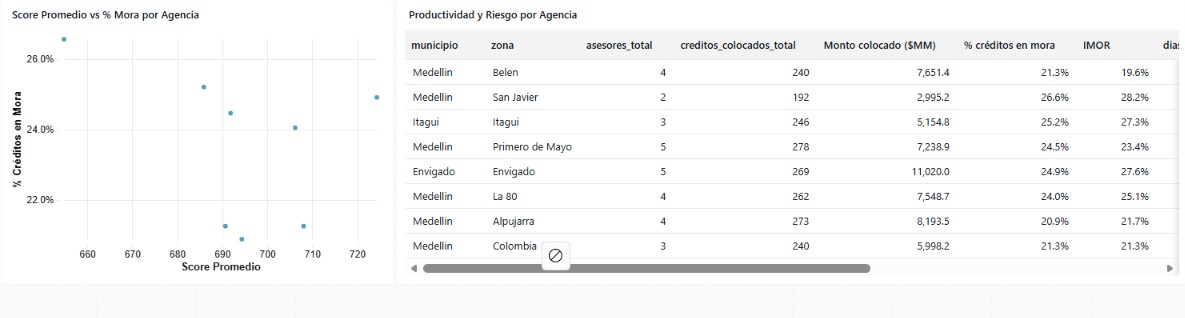 Score Promedio vs % Mora por Agencia
% Créditos en Mora
26.0%
24.0%
22.0%
660 670 680 690 700 710 720
Score Promedio
Productividad y Riesgo por Agencia
municipio zona asesores_total creditos_colocados_total Monto colocado ($MM) % créditos en mora IMOR
Medellin Belen 4 240 7,651.4 21.3% 19.6%
Medellin San Javier 2 192 2,995.2 26.6% 28.2%
Itagui Itagui 3 246 5,154.8 25.2% 27.3%
Medellin Primero de Mayo 5 278 7,238.9 24.5% 23.4%
Envigado Envigado 5 269 11,020.0 24.9% 27.6%
Medellin La 80 4 262 7,548.7 24.0% 25.1%
Medellin Alpujarra 4 273 8,193.5 20.9% 21.7%
Medellin Colombia 3 240 5,998.2 21.3% 21.3%